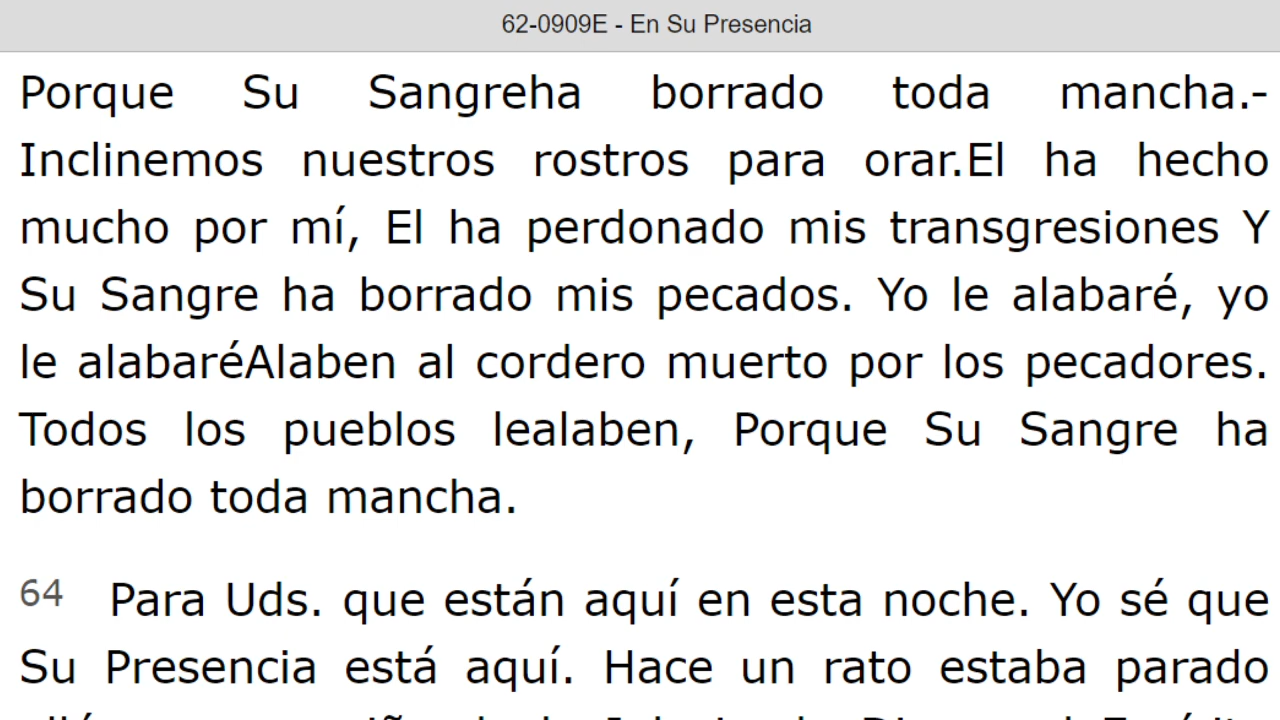 62-0909E - En Su Presencia
Porque Su Sangreha borrado toda mancha.-
Inclinemos nuestros rostros para orar.El ha hecho
mucho por mí, El ha perdonado mis transgresiones Y
Su Sangre ha borrado mis pecados. Yo le alabaré, yo
le alabaréAlaben al cordero muerto por los pecadores.
Todos los pueblos lealaben, Porque Su Sangre ha
borrado toda mancha.
64 Para Uds. que están aquí en esta noche. Yo sé que
Su Presencia está aquí. Hace un rato estaba parado